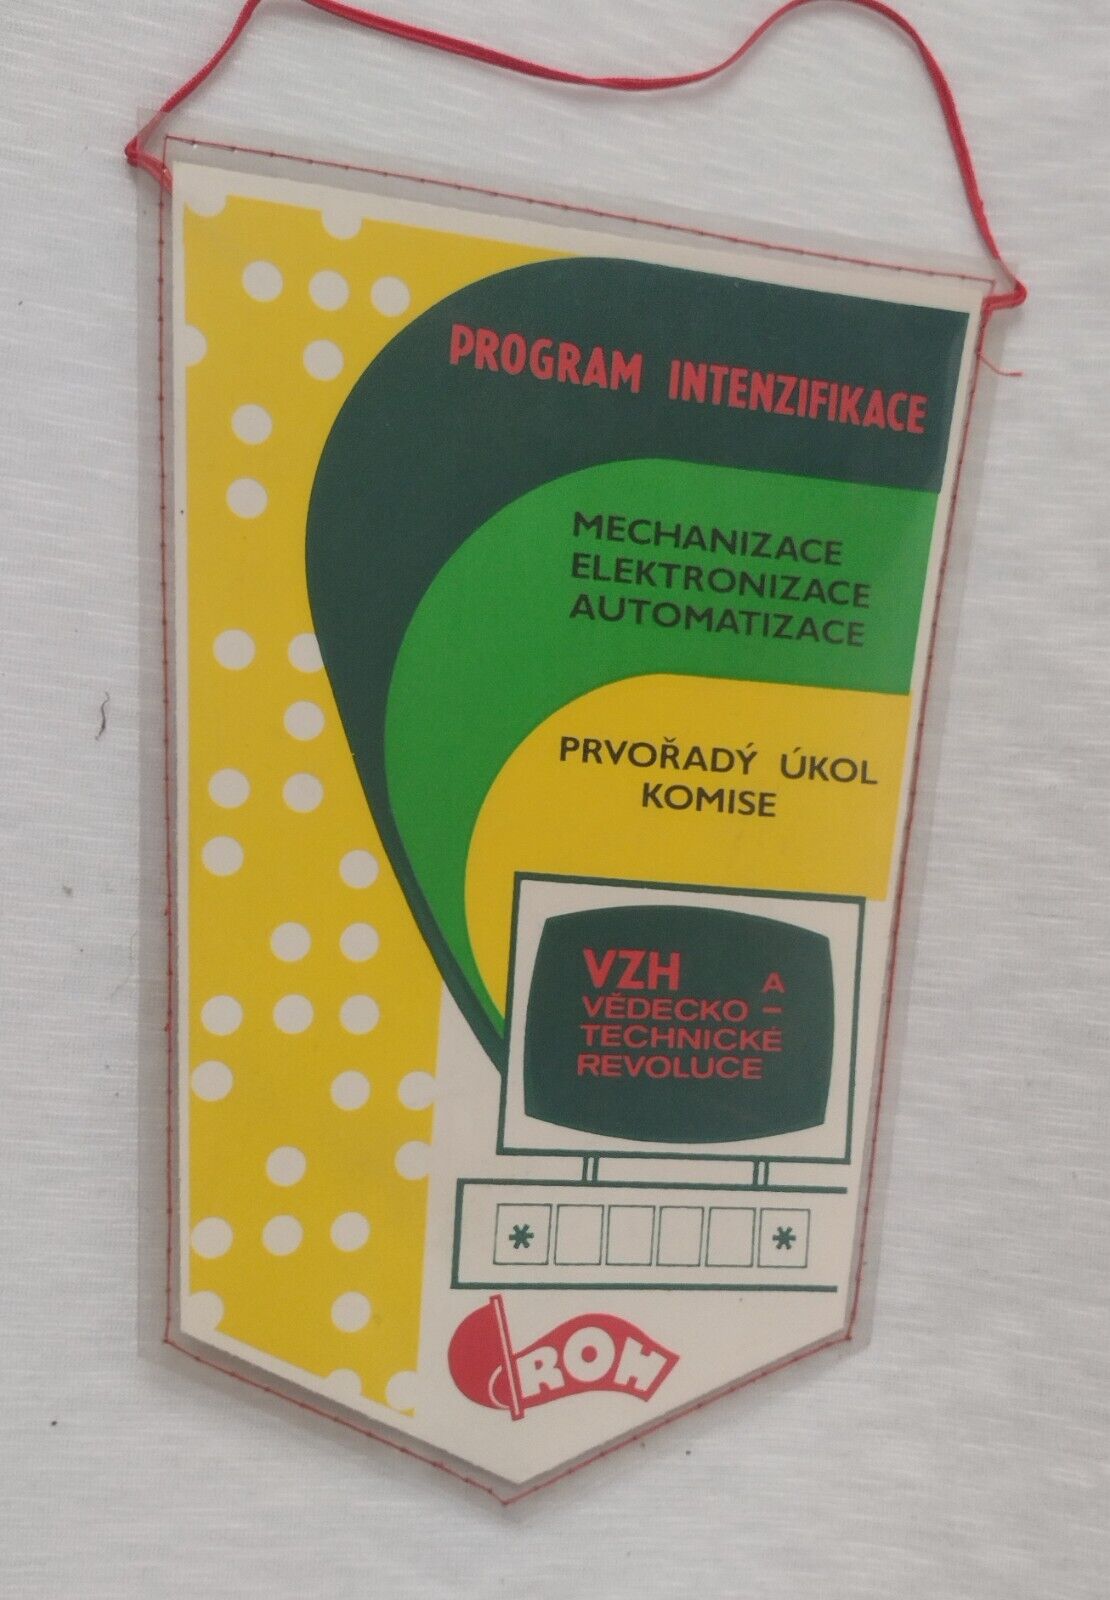 PROGRAM INTENZIFIKACE
MECHANIZACE
ELEKTRONIZACE
AUTOMATIZACE
PRVOŘADÝ ÚKOL
KOMISE
VZH A
VĚDECKO-
TECHNICKÉ
REVOLUCE
* *
ROH